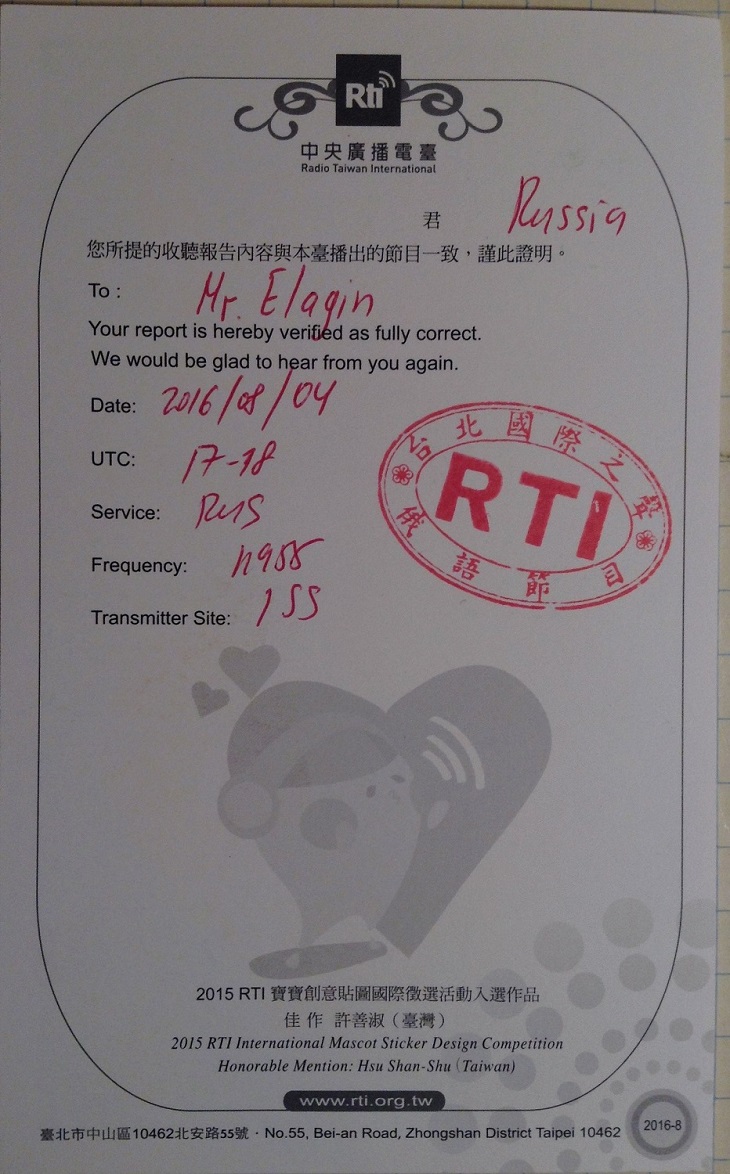 Rti
中央廣播電臺
Radio Taiwan International
君 Russia
您所提的收聽報告內容與本臺播出的節目一致，謹此證明。
To : Mr. Elagin
Your report is hereby verified as fully correct.
We would be glad to hear from you again.
Date: 2016/08/04
UTC: 17-18
Service: RUS
Frequency: 11955
Transmitter Site: ISS
台北國際之聲
RTI
俄語節目
2015 RTI 寶寶創意貼圖國際徵選活動入選作品
佳作 許善淑（臺灣）
2015 RTI International Mascot Sticker Design Competition
Honorable Mention: Hsu Shan-Shu (Taiwan)
www.rti.org.tw
臺北市中山區10462北安路55號・No.55, Bei-an Road, Zhongshan District Taipei 10462
2016-8